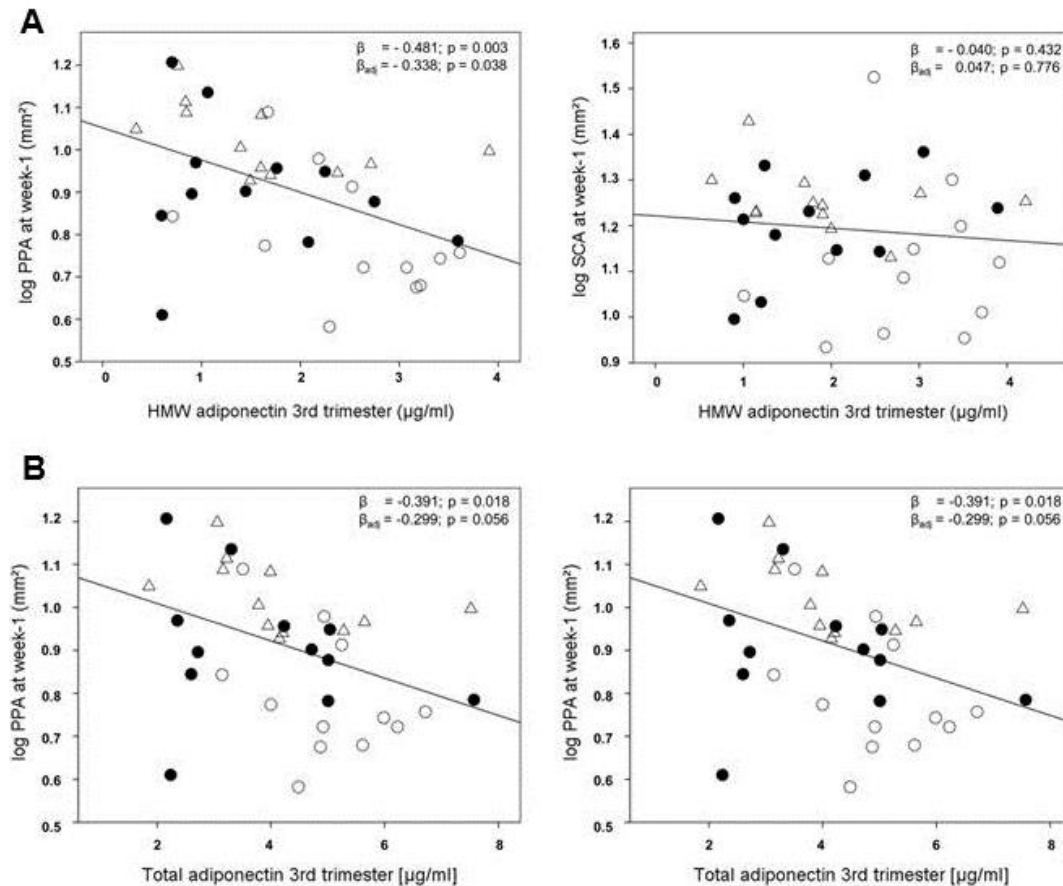 A
β = - 0.481; p = 0.003
βadj = - 0.338; p = 0.038
log PPA at week-1 (mm²)
1.2
1.1
1.0
0.9
0.8
0.7
0.6
0.5
0 1 2 3 4
HMW adiponectin 3rd trimester (µg/ml)
β = - 0.040; p = 0.432
βadj = 0.047; p = 0.776
log SCA at week-1 (mm²)
1.6
1.5
1.4
1.3
1.2
1.1
1.0
0.9
0 1 2 3 4
HMW adiponectin 3rd trimester (µg/ml)
B
β = -0.391; p = 0.018
βadj = -0.299; p = 0.056
log PPA at week-1 (mm²)
1.2
1.1
1.0
0.9
0.8
0.7
0.6
0.5
2 4 6 8
Total adiponectin 3rd trimester [µg/ml]
β = -0.391; p = 0.018
βadj = -0.299; p = 0.056
log PPA at week-1 (mm²)
1.2
1.1
1.0
0.9
0.8
0.7
0.6
0.5
2 4 6 8
Total adiponectin 3rd trimester [µg/ml]